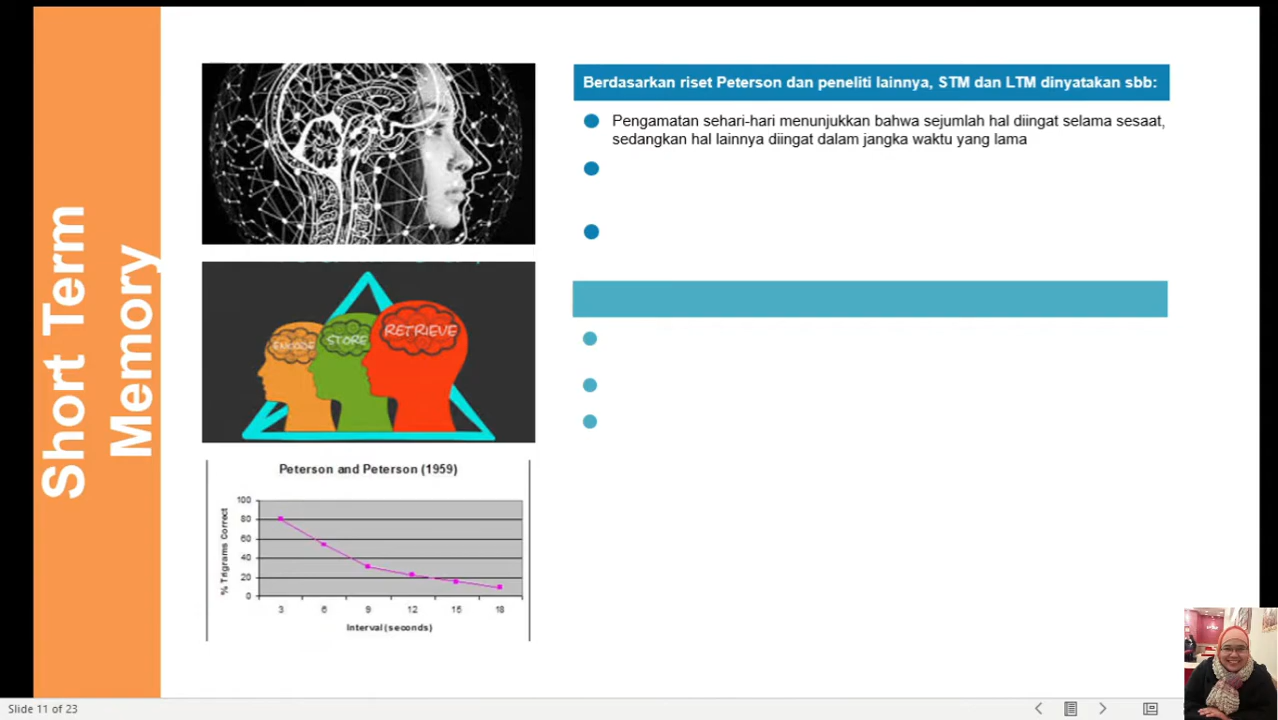 Short Term
Memory
Berdasarkan riset Peterson dan peneliti lainnya, STM dan LTM dinyatakan sbb:
Pengamatan sehari-hari menunjukkan bahwa sejumlah hal diingat selama sesaat,
sedangkan hal lainnya diingat dalam jangka waktu yang lama
ENCODE
STORE
RETRIEVE
Peterson and Peterson (1959)
% Trigrams Correct
100
80
60
40
20
0
3 6 9 12 15 18
Interval (seconds)
Slide 11 of 23